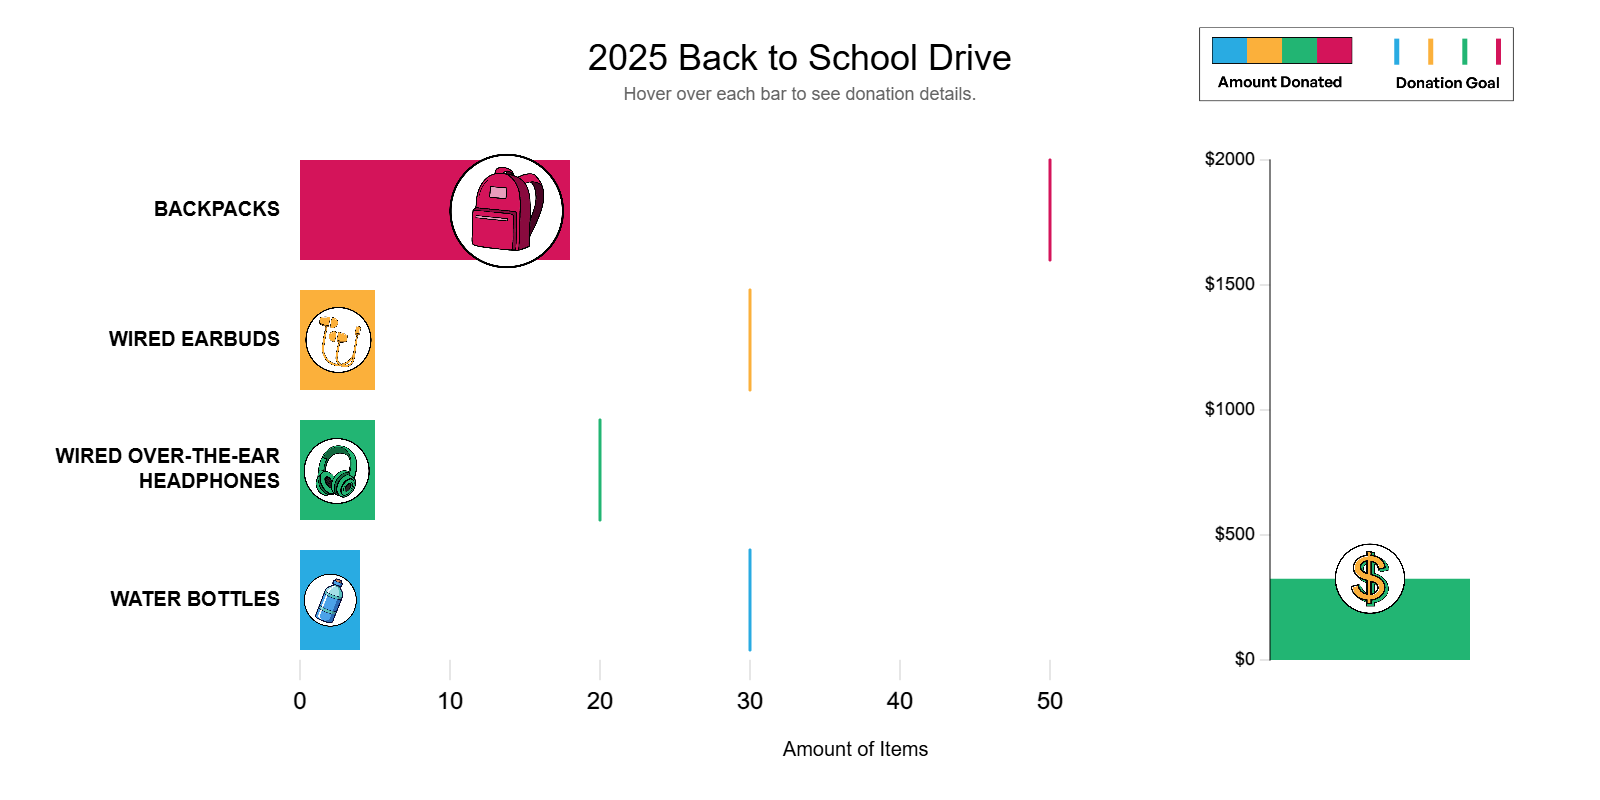 2025 Back to School Drive
Hover over each bar to see donation details.
Amount Donated
Donation Goal
BACKPACKS
WIRED EARBUDS
WIRED OVER-THE-EAR
HEADPHONES
WATER BOTTLES
0 10 20 30 40 50
Amount of Items
$2000
$1500
$1000
$500
$0
$